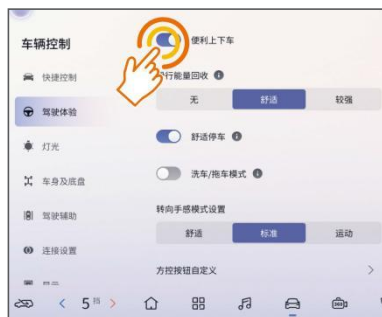 车辆控制
便利上下车
快捷控制
行能量回收
无 舒适 较强
驾驶体验
舒适停车
灯光
洗车/拖车模式
车身及底盘
转向手感模式设置
驾驶辅助
舒适 标准 运动
连接设置
方控按钮自定义
5档
360